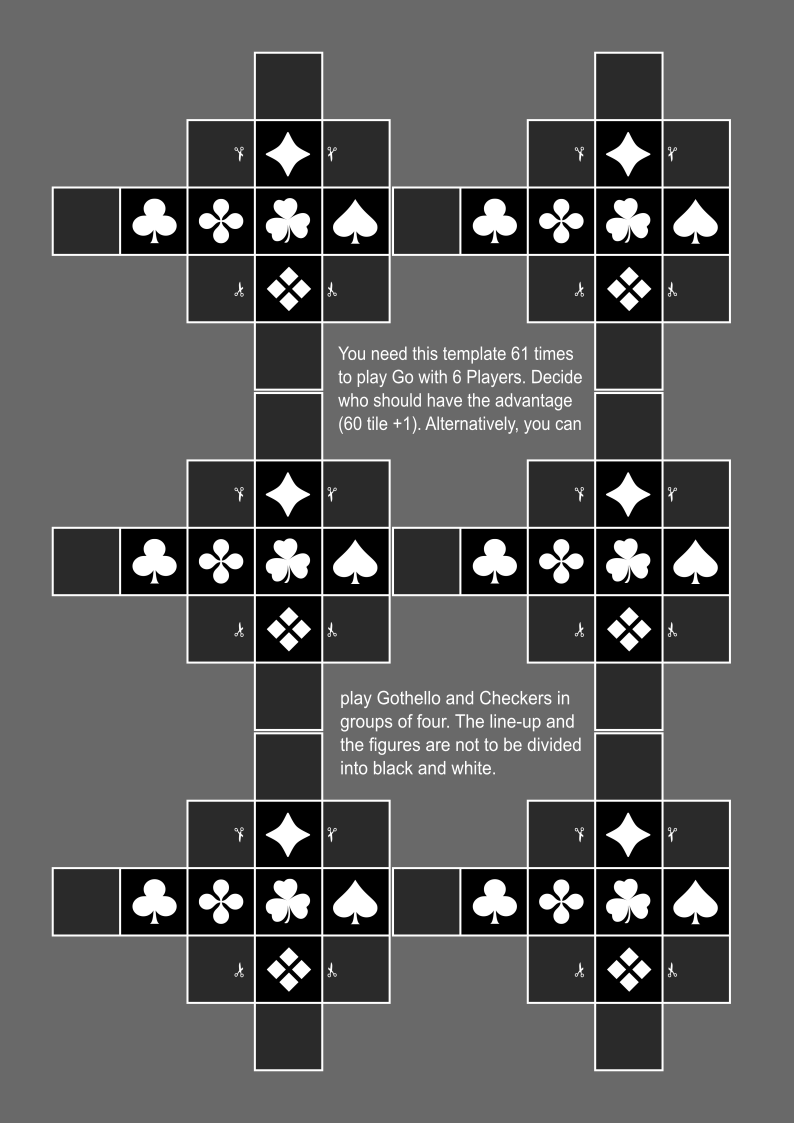 You need this template 61 times
to play Go with 6 Players. Decide
who should have the advantage
(60 tile +1). Alternatively, you can
play Gothello and Checkers in
groups of four. The line-up and
the figures are not to be divided
into black and white.